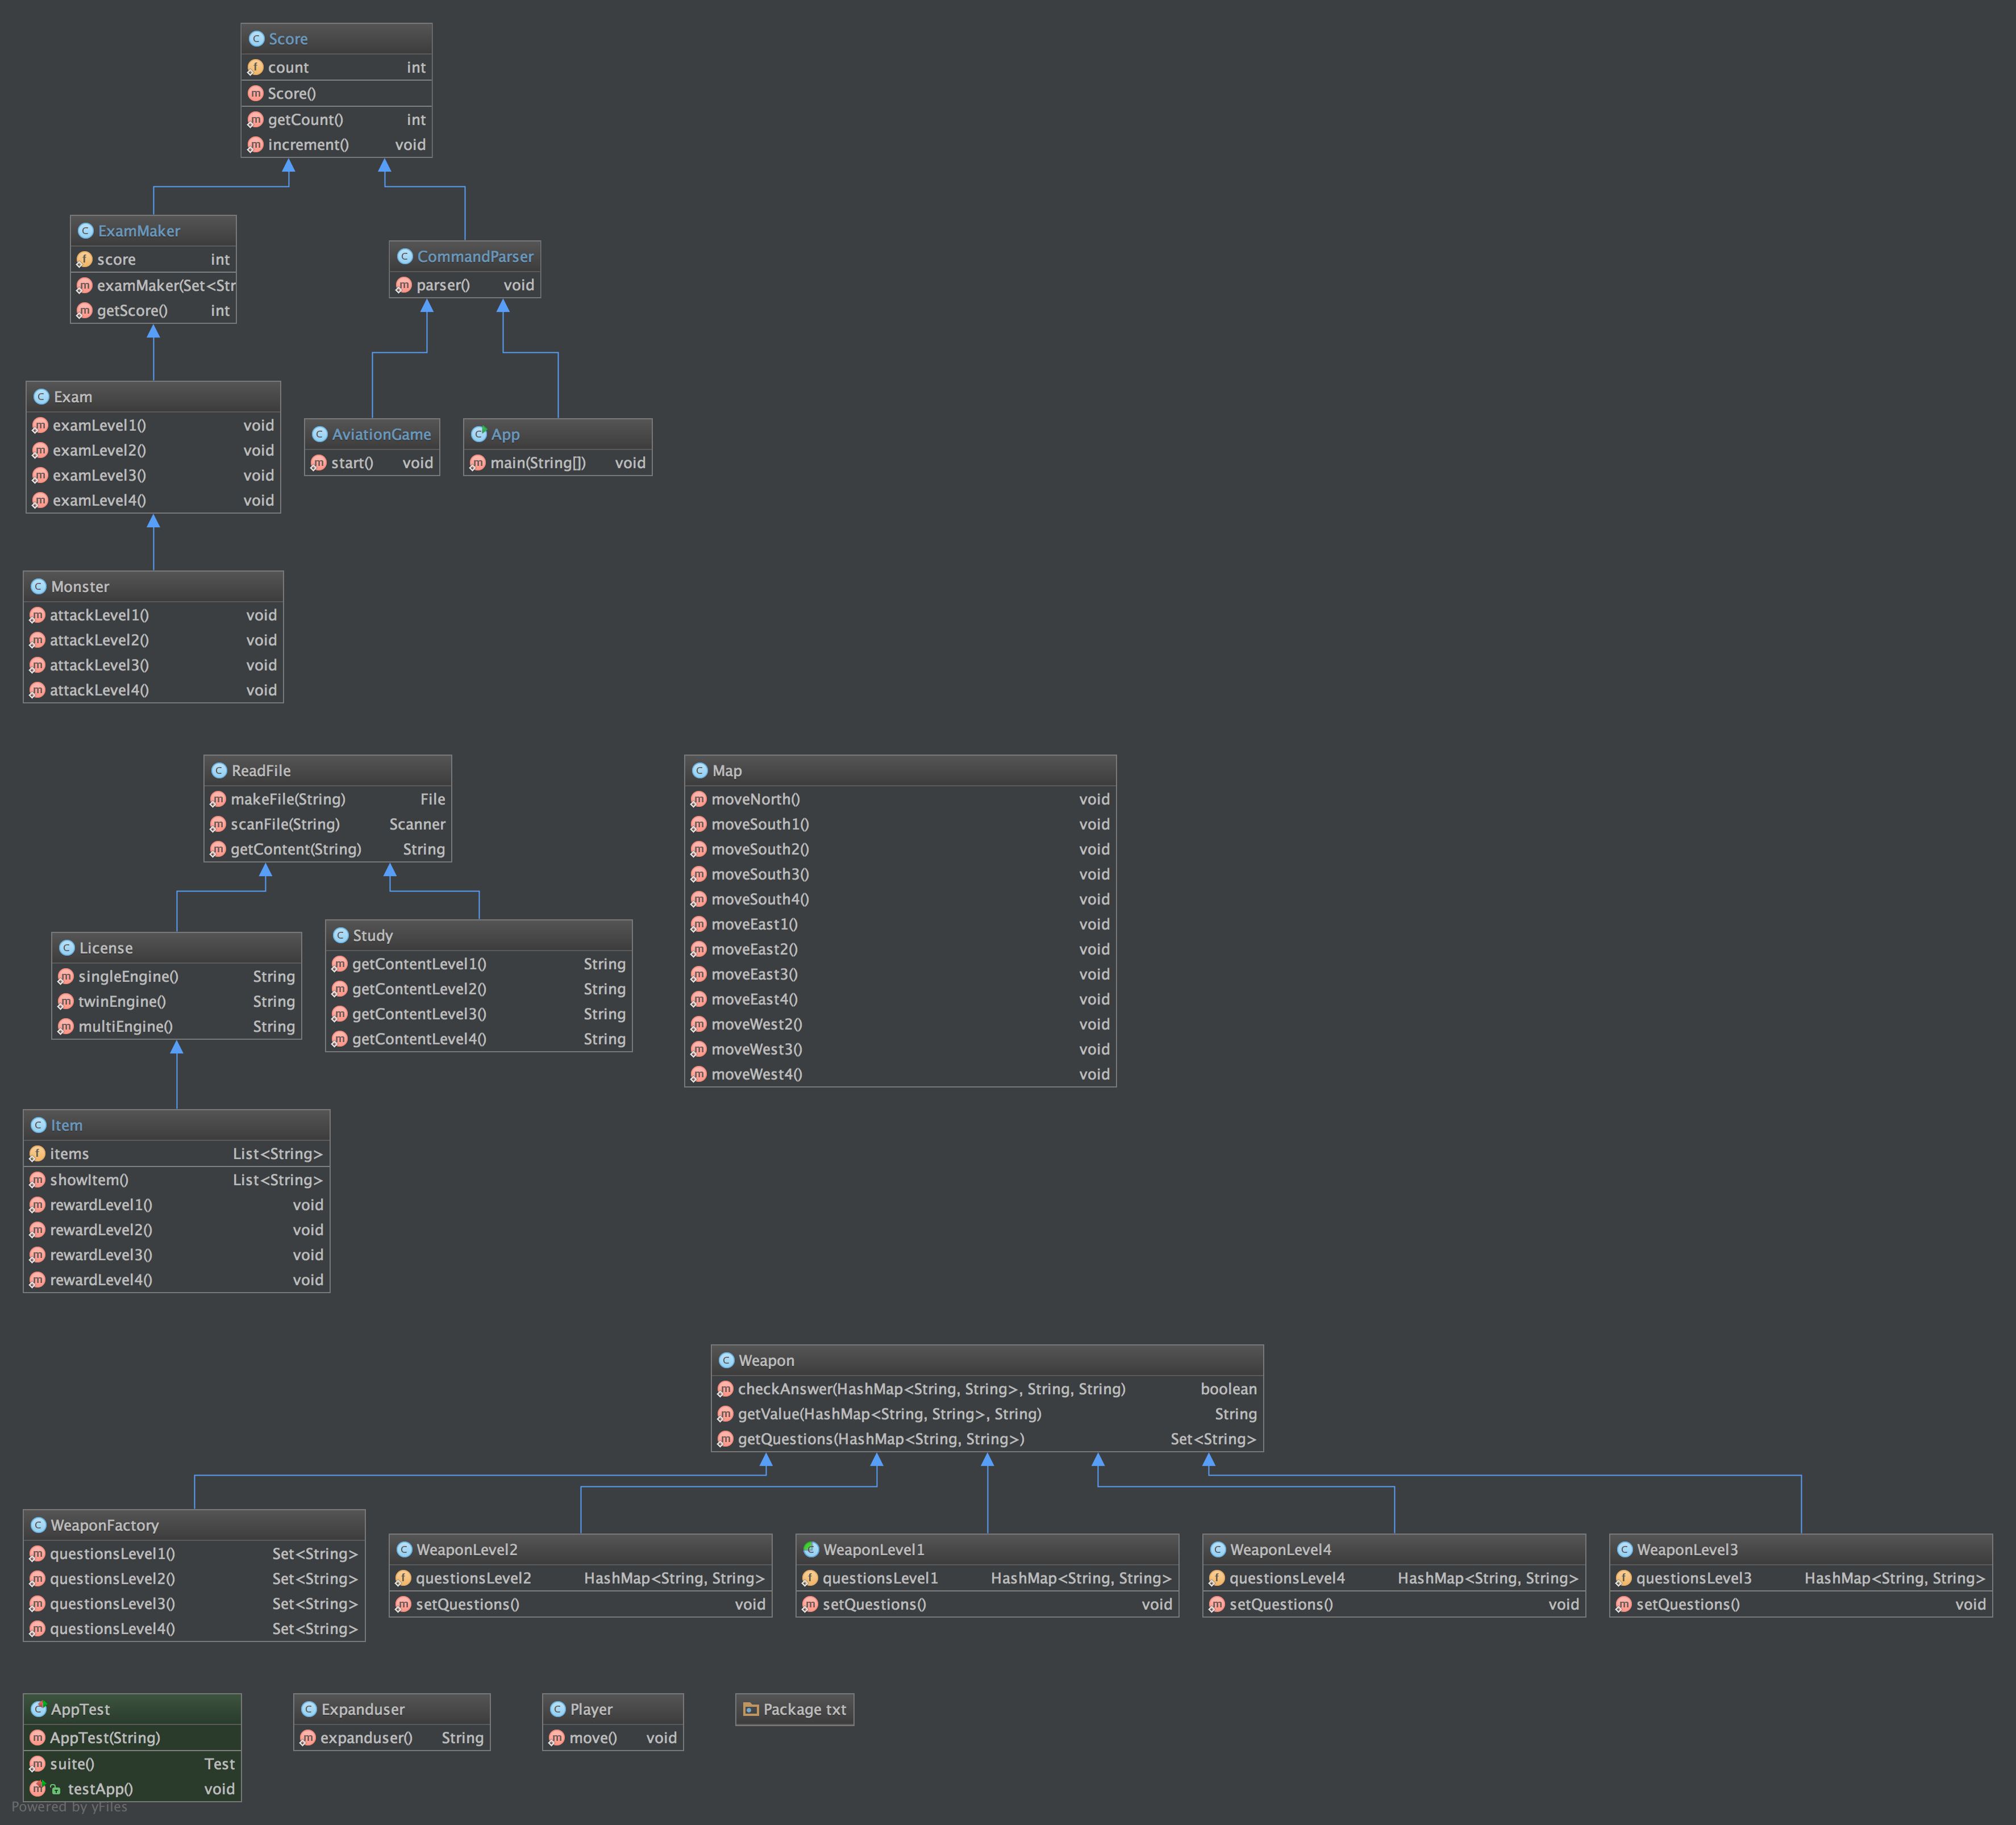 Score
count int
Score()
getCount() int
increment() void
ExamMaker
score int
examMaker(Set<Str
getScore() int
CommandParser
parser() void
Exam
examLevel1() void
examLevel2() void
examLevel3() void
examLevel4() void
AviationGame
start() void
App
main(String[]) void
Monster
attackLevel1() void
attackLevel2() void
attackLevel3() void
attackLevel4() void
ReadFile
makeFile(String) File
scanFile(String) Scanner
getContent(String) String
Map
moveNorth() void
moveSouth1() void
moveSouth2() void
moveSouth3() void
moveSouth4() void
moveEast1() void
moveEast2() void
moveEast3() void
moveEast4() void
moveWest2() void
moveWest3() void
moveWest4() void
License
singleEngine() String
twinEngine() String
multiEngine() String
Study
getContentLevel1() String
getContentLevel2() String
getContentLevel3() String
getContentLevel4() String
Item
items List<String>
showItem() List<String>
rewardLevel1() void
rewardLevel2() void
rewardLevel3() void
rewardLevel4() void
Weapon
checkAnswer(HashMap<String, String>, String, String) boolean
getValue(HashMap<String, String>, String) String
getQuestions(HashMap<String, String>) Set<String>
WeaponFactory
questionsLevel1() Set<String>
questionsLevel2() Set<String>
questionsLevel3() Set<String>
questionsLevel4() Set<String>
WeaponLevel2
questionsLevel2 HashMap<String, String>
setQuestions() void
WeaponLevel1
questionsLevel1 HashMap<String, String>
setQuestions() void
WeaponLevel4
questionsLevel4 HashMap<String, String>
setQuestions() void
WeaponLevel3
questionsLevel3 HashMap<String, String>
setQuestions() void
AppTest
AppTest(String)
suite() Test
testApp() void
Expanduser
expanduser() String
Player
move() void
Package txt
Powered by yFiles